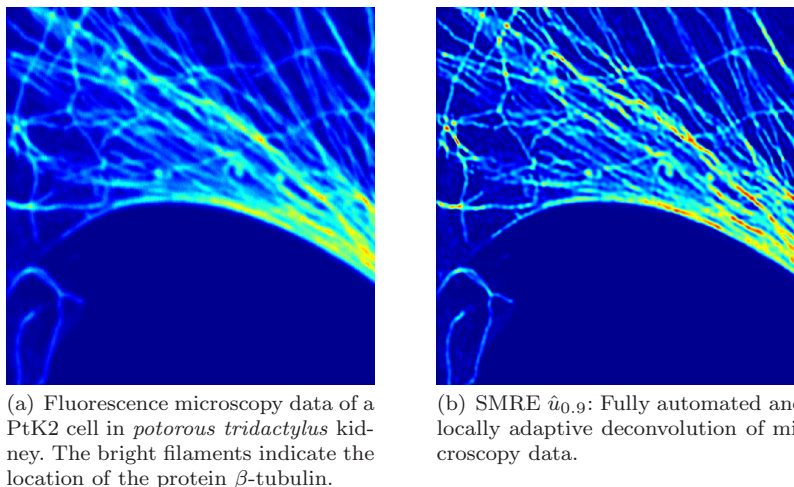 (a) Fluorescence microscopy data of a
PtK2 cell in potorous tridactylus kid-
ney. The bright filaments indicate the
location of the protein β-tubulin.
(b) SMRE û0.9: Fully automated and
locally adaptive deconvolution of mi-
croscopy data.